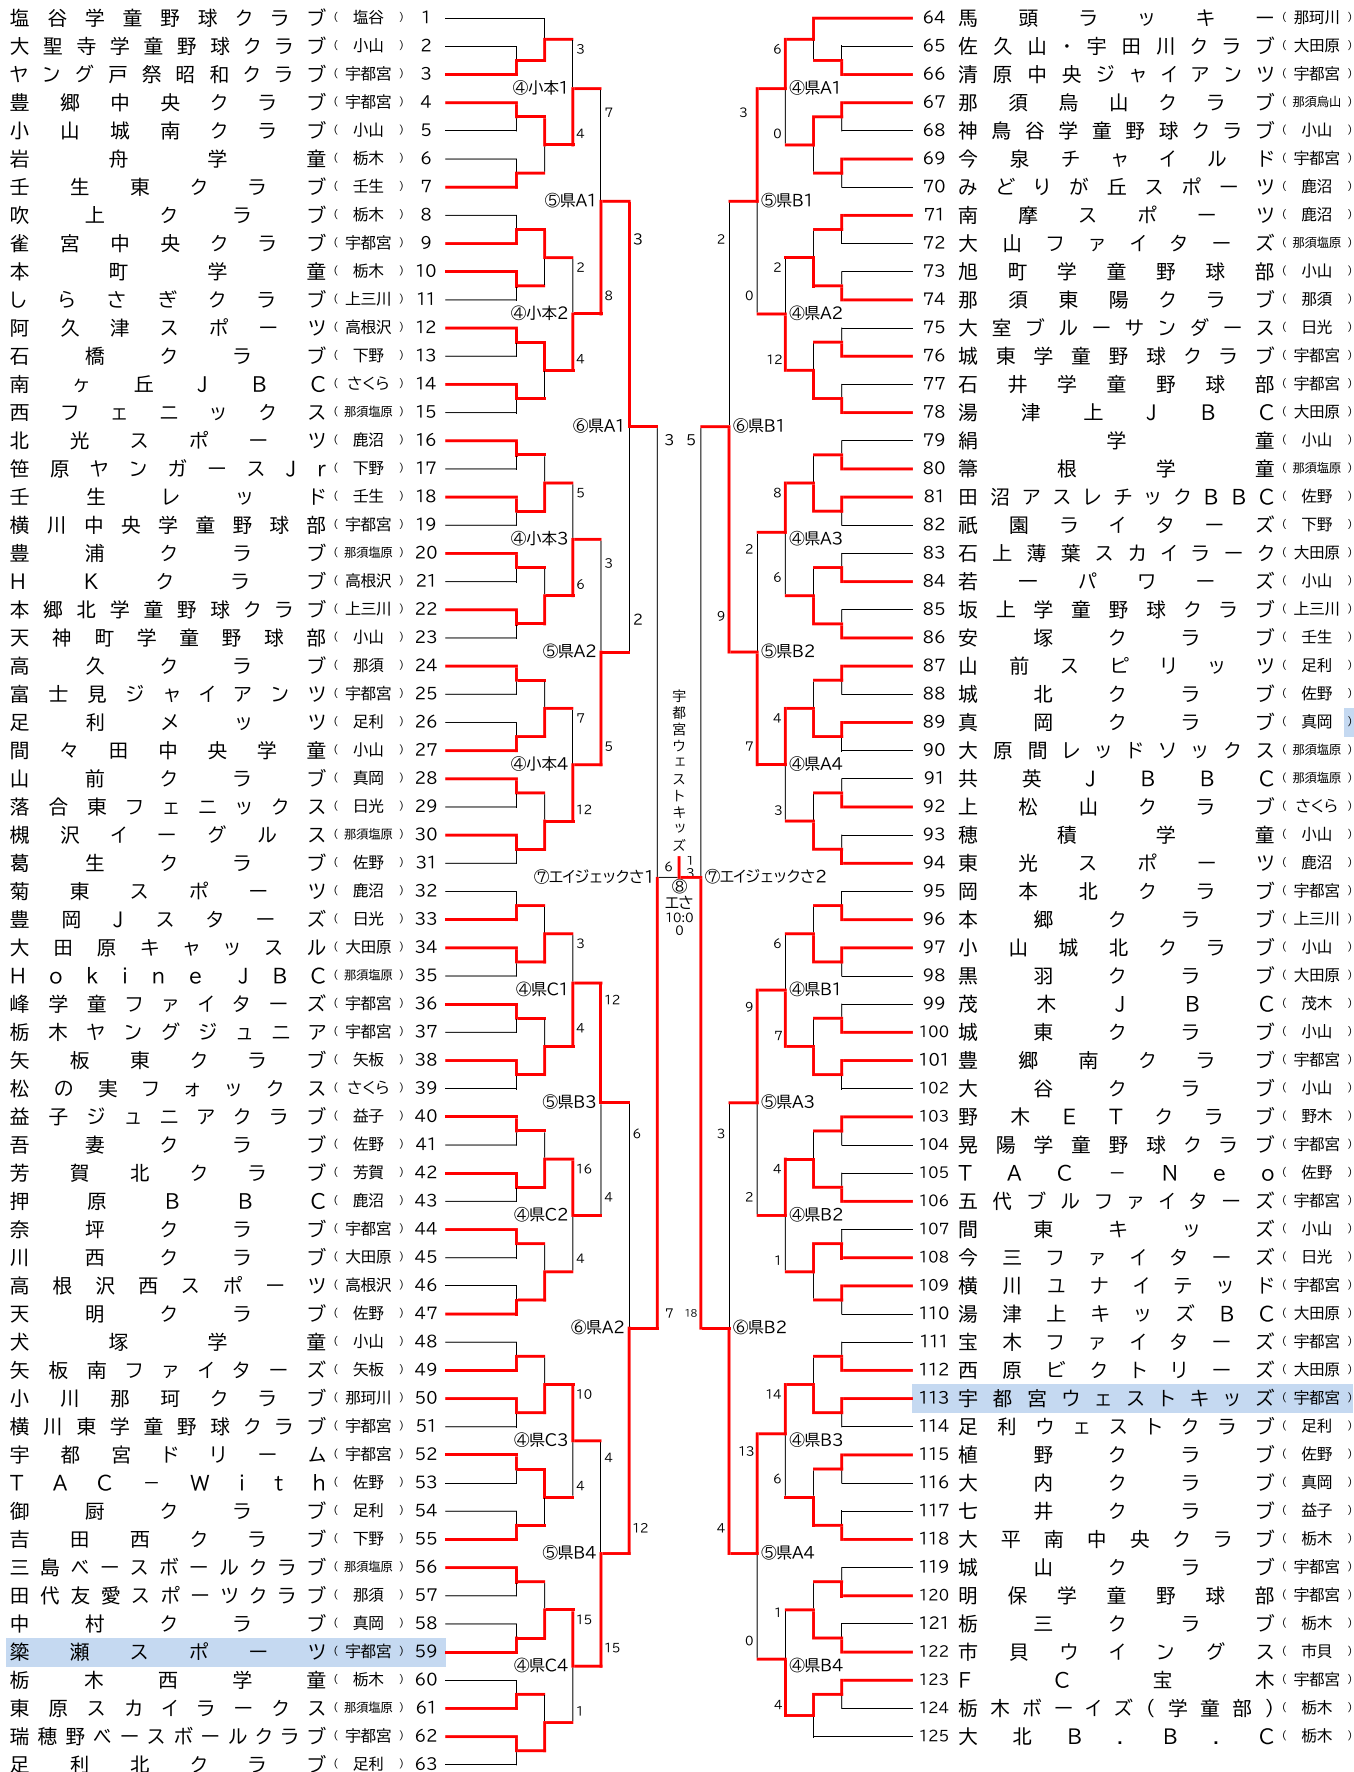 塩谷学童野球クラブ（塩谷）1
大聖寺学童野球クラブ（小山）2
ヤング戸祭昭和クラブ（宇都宮）3
豊郷中央クラブ（宇都宮）4
小山城南クラブ（小山）5
岩舟学童（栃木）6
壬生東クラブ（壬生）7
吹上クラブ（栃木）8
雀宮中央クラブ（宇都宮）9
本町学童（栃木）10
しらさぎクラブ（上三川）11
阿久津スポーツ（高根沢）12
石橋クラブ（下野）13
南ヶ丘JBC（さくら）14
西フェニックス（那須塩原）15
北光スポーツ（鹿沼）16
笹原ヤンガースJr（下野）17
壬生レッド（壬生）18
横川中央学童野球部（宇都宮）19
豊浦クラブ（那須塩原）20
HKクラブ（高根沢）21
本郷北学童野球クラブ（上三川）22
天神町学童野球部（小山）23
高久クラブ（那須）24
富士見ジャイアンツ（宇都宮）25
足利メッツ（足利）26
間々田中央学童（小山）27
山前クラブ（真岡）28
落合東フェニックス（日光）29
槻沢イーグルス（那須塩原）30
葛生クラブ（佐野）31
菊東スポーツ（鹿沼）32
豊岡Jスターズ（日光）33
大田原キャッスル（大田原）34
HokineJBC（那須塩原）35
峰学童ファイターズ（宇都宮）36
栃木ヤングジュニア（宇都宮）37
矢板東クラブ（矢板）38
松の実フォックス（さくら）39
益子ジュニアクラブ（益子）40
吾妻クラブ（佐野）41
芳賀北クラブ（芳賀）42
押原BBC（鹿沼）43
奈坪クラブ（宇都宮）44
川西クラブ（大田原）45
高根沢西スポーツ（高根沢）46
天明クラブ（佐野）47
犬塚学童（小山）48
矢板南ファイターズ（矢板）49
小川那珂クラブ（那珂川）50
横川東学童野球クラブ（宇都宮）51
宇都宮ドリーム（宇都宮）52
TAC－With（佐野）53
御厨クラブ（足利）54
吉田西クラブ（下野）55
三島ベースボールクラブ（那須塩原）56
田代友愛スポーツクラブ（那須）57
中村クラブ（真岡）58
簗瀬スポーツ（宇都宮）59
栃木西学童（栃木）60
東原スカイラークス（那須塩原）61
瑞穂野ベースボールクラブ（宇都宮）62
足利北クラブ（足利）63
3
④小本1
7
4
⑤県A1
3
2
8
④小本2
4
⑥県A1
3
5
④小本3
3
6
2
⑤県A2
7
5
④小本4
12
⑦エイジェックさ1
6
3
④県C1
12
4
⑤県B3
6
16
4
④県C2
4
⑥県A2
7
10
④県C3
4
4
12
⑤県B4
15
15
④県C4
1
宇都宮ウェストキッズ
1
3
⑧
エさ
10:0
0
6
④県A1
3
0
⑤県B1
2
2
0
④県A2
12
⑥県B1
5
8
④県A3
2
6
9
⑤県B2
4
7
④県A4
3
⑦エイジェックさ2
6
④県B1
9
7
⑤県A3
3
4
2
④県B2
1
⑥県B2
18
14
④県B3
13
6
4
⑤県A4
1
0
④県B4
4
64 馬頭ラッキー（那珂川）
65 佐久山・宇田川クラブ（大田原）
66 清原中央ジャイアンツ（宇都宮）
67 那須烏山クラブ（那須烏山）
68 神鳥谷学童野球クラブ（小山）
69 今泉チャイルド（宇都宮）
70 みどりが丘スポーツ（鹿沼）
71 南摩スポーツ（鹿沼）
72 大山ファイターズ（那須塩原）
73 旭町学童野球部（小山）
74 那須東陽クラブ（那須）
75 大室ブルーサンダース（日光）
76 城東学童野球クラブ（宇都宮）
77 石井学童野球部（宇都宮）
78 湯津上JBC（大田原）
79 絹学童（小山）
80 箒根学童（那須塩原）
81 田沼アスレチックBBC（佐野）
82 祇園ライターズ（下野）
83 石上薄葉スカイラーク（大田原）
84 若一パワーズ（小山）
85 坂上学童野球クラブ（上三川）
86 安塚クラブ（壬生）
87 山前スピリッツ（足利）
88 城北クラブ（佐野）
89 真岡クラブ（真岡）
90 大原間レッドソックス（那須塩原）
91 共英JBBC（那須塩原）
92 上松山クラブ（さくら）
93 穂積学童（小山）
94 東光スポーツ（鹿沼）
95 岡本北クラブ（宇都宮）
96 本郷クラブ（上三川）
97 小山城北クラブ（小山）
98 黒羽クラブ（大田原）
99 茂木JBC（茂木）
100 城東クラブ（小山）
101 豊郷南クラブ（宇都宮）
102 大谷クラブ（小山）
103 野木ETクラブ（野木）
104 晃陽学童野球クラブ（宇都宮）
105 TAC－Neo（佐野）
106 五代ブルファイターズ（宇都宮）
107 間東キッズ（小山）
108 今三ファイターズ（日光）
109 横川ユナイテッド（宇都宮）
110 湯津上キッズBC（大田原）
111 宝木ファイターズ（宇都宮）
112 西原ビクトリーズ（大田原）
113 宇都宮ウェストキッズ（宇都宮）
114 足利ウェストクラブ（足利）
115 植野クラブ（佐野）
116 大内クラブ（真岡）
117 七井クラブ（益子）
118 大平南中央クラブ（栃木）
119 城山クラブ（宇都宮）
120 明保学童野球部（宇都宮）
121 栃三クラブ（栃木）
122 市貝ウイングス（市貝）
123 FC宝木（宇都宮）
124 栃木ボーイズ(学童部)（栃木）
125 大北B.B.C（栃木）